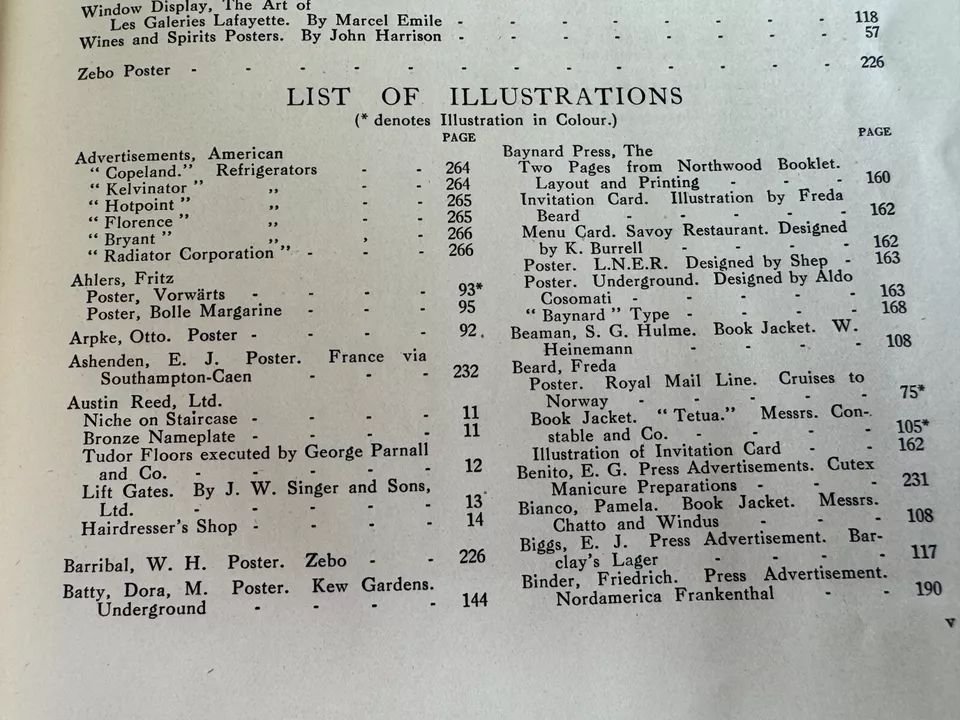 Window Display, The Art of
Les Galeries Lafayette. By Marcel Emile - - - - - - - 118
Wines and Spirits Posters. By John Harrison - - - - - - - 57
Zebo Poster - - - - - - - - - - - - - 226
LIST OF ILLUSTRATIONS
(* denotes Illustration in Colour.)
PAGE
Advertisements, American
" Copeland." Refrigerators - - 264
" Kelvinator " ,, - - 264
" Hotpoint " ,, - - 265
" Florence " ,, - - 265
" Bryant " ,, - - 266
" Radiator Corporation " - - - 266
Ahlers, Fritz
Poster, Vorwärts - - - - 93*
Poster, Bolle Margarine - - - 95
Arpke, Otto. Poster - - - - 92
Ashenden, E. J. Poster. France via
Southampton-Caen - - - 232
Austin Reed, Ltd.
Niche on Staircase - - - - 11
Bronze Nameplate - - - - 11
Tudor Floors executed by George Parnall
and Co. - - - - - 12
Lift Gates. By J. W. Singer and Sons,
Ltd. - - - - - 13
Hairdresser's Shop - - - - 14
Barribal, W. H. Poster. Zebo - - 226
Batty, Dora, M. Poster. Kew Gardens.
Underground - - - - 144
PAGE
Baynard Press, The
Two Pages from Northwood Booklet.
Layout and Printing - - - 160
Invitation Card. Illustration by Freda
Beard - - - - - 162
Menu Card. Savoy Restaurant. Designed
by K. Burrell - - - - 162
Poster. L.N.E.R. Designed by Shep - 163
Poster. Underground. Designed by Aldo
Cosomati - - - - - 163
" Baynard " Type - - - - 168
Beaman, S. G. Hulme. Book Jacket. W.
Heinemann - - - - 108
Beard, Freda
Poster. Royal Mail Line. Cruises to
Norway - - - - - 75*
Book Jacket. " Tetua." Messrs. Con-
stable and Co. - - - - 105*
Illustration of Invitation Card - - 162
Benito, E. G. Press Advertisements. Cutex
Manicure Preparations - - - 231
Bianco, Pamela. Book Jacket. Messrs.
Chatto and Windus - - - 108
Biggs, E. J. Press Advertisement. Bar-
clay's Lager - - - - 117
Binder, Friedrich. Press Advertisement.
Nordamerica Frankenthal - - 190
v